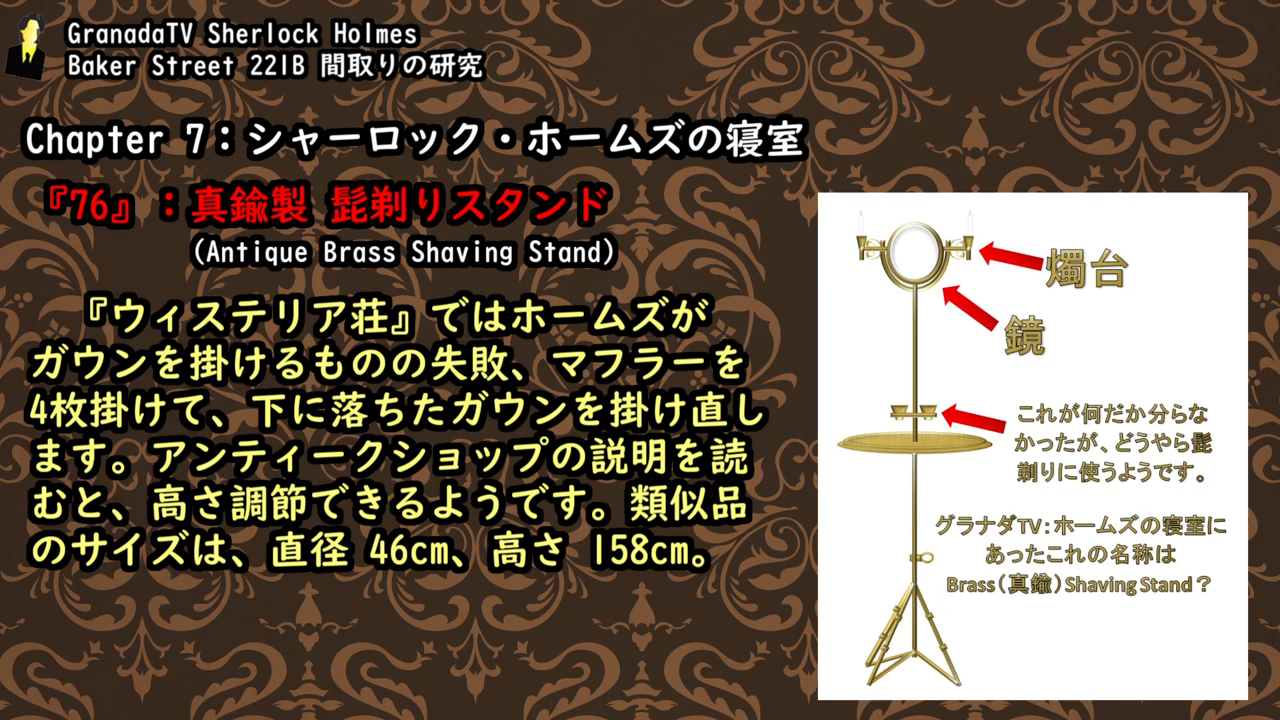 GranadaTV Sherlock Holmes
Baker Street 221B 間取りの研究
Chapter 7：シャーロック・ホームズの寝室
『76』：真鍮製 髭剃りスタンド
（Antique Brass Shaving Stand）
『ウィステリア荘』ではホームズが
ガウンを掛けるものの失敗、マフラーを
4枚掛けて、下に落ちたガウンを掛け直し
ます。アンティークショップの説明を読
むと、高さ調節できるようです。類似品
のサイズは、直径 46cm、高さ 158cm。
燭台
鏡
これが何だか分らな
かったが、どうやら髭
剃りに使うようです。
グラナダTV：ホームズの寝室に
あったこれの名称は
Brass（真鍮）Shaving Stand？